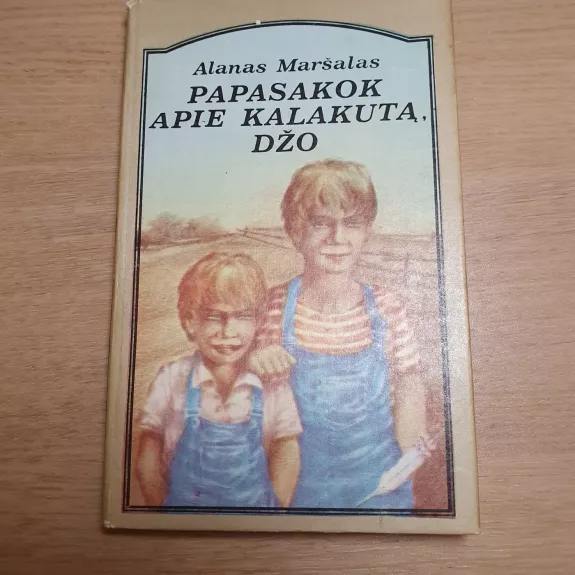 Alanas Maršalas
PAPASAKOK
APIE KALAKUTĄ,
DŽO